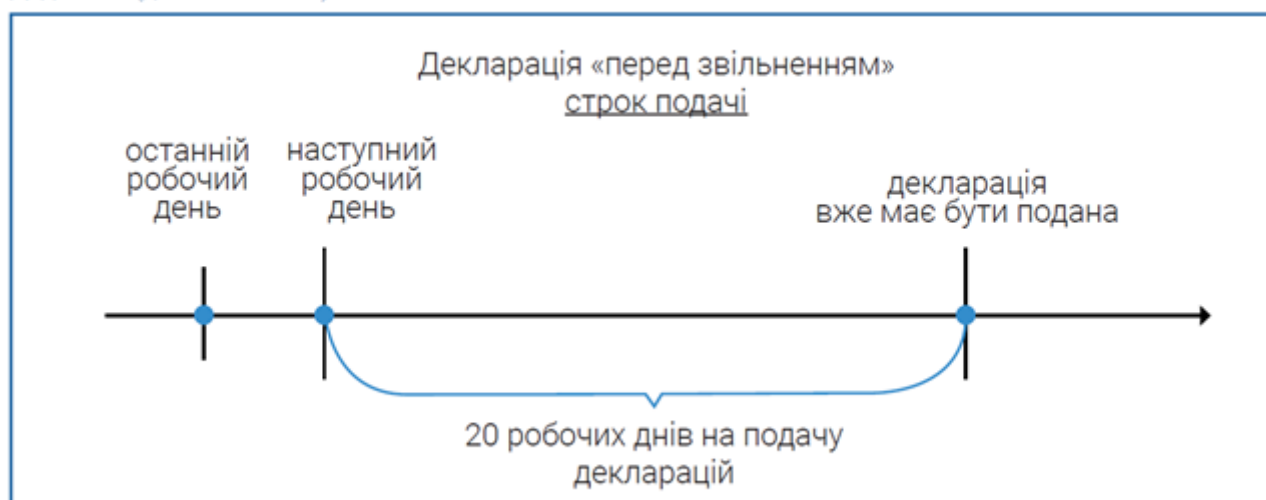 Декларація «перед звільненням»
строк подачі
останній
робочий
день
наступний
робочий
день
декларація
вже має бути подана
20 робочих днів на подачу
декларацій